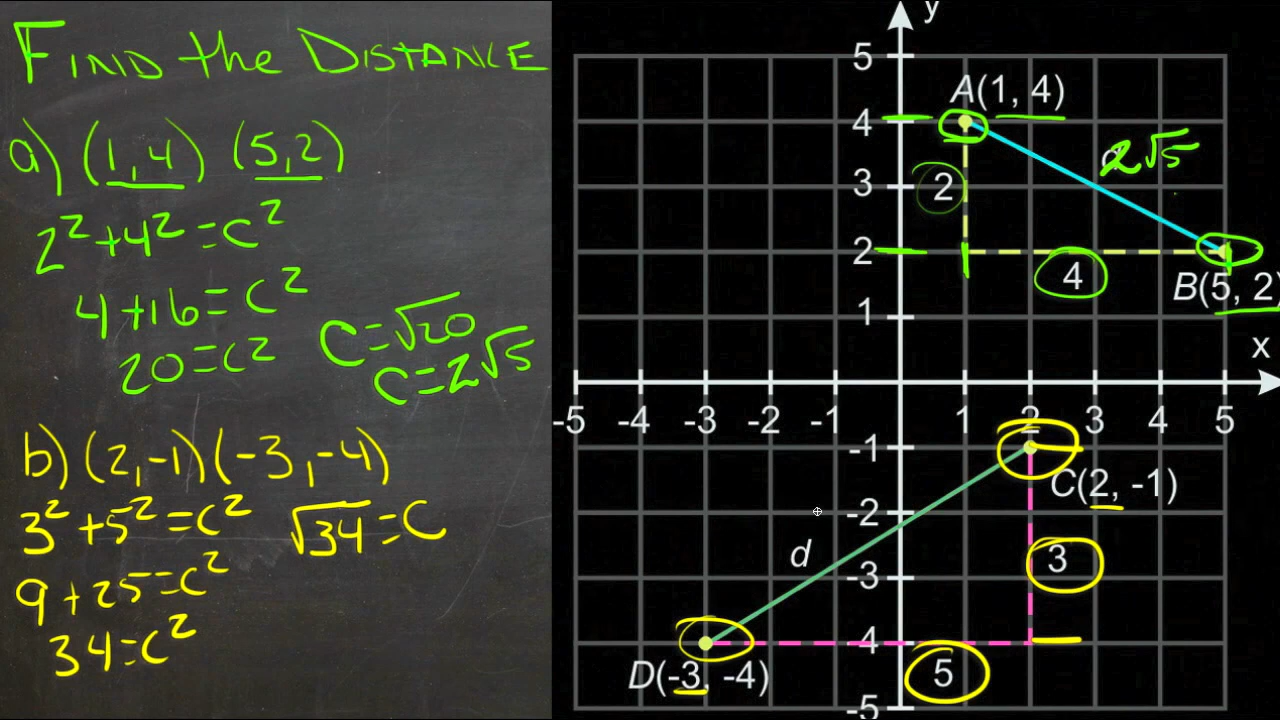 FIND the DISTANCE
a) (1,4) (5,2)
2²+4²=c²
4+16=c²
20=c²
C=√20
C=2√5
b) (2,-1)(-3,-4)
3²+5²=c²
√34=C
9+25=c²
34=c²
y
5
A(1, 4)
4
2√5
3
2
2
4
B(5, 2)
1
x
-5 -4 -3 -2 -1 1 2 3 4 5
-1
C(2, -1)
-2
d
3
-3
-4
D(-3, -4)
5
-5